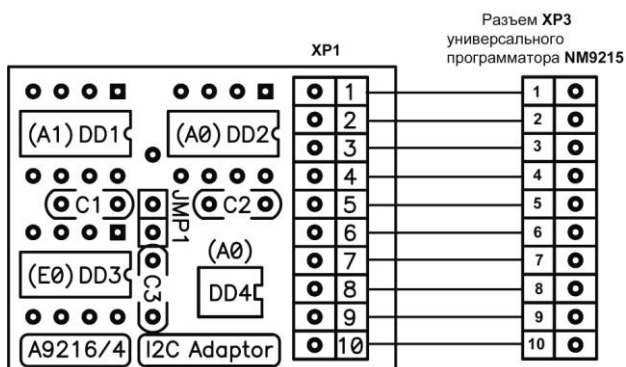 Разъем XP3
универсального
программатора NM9215
XP1
(A1) DD1
(A0) DD2
C1
JMP1
C2
(E0) DD3
C3
(A0)
DD4
A9216/4
I2C Adaptor
1
2
3
4
5
6
7
8
9
10
1
2
3
4
5
6
7
8
9
10